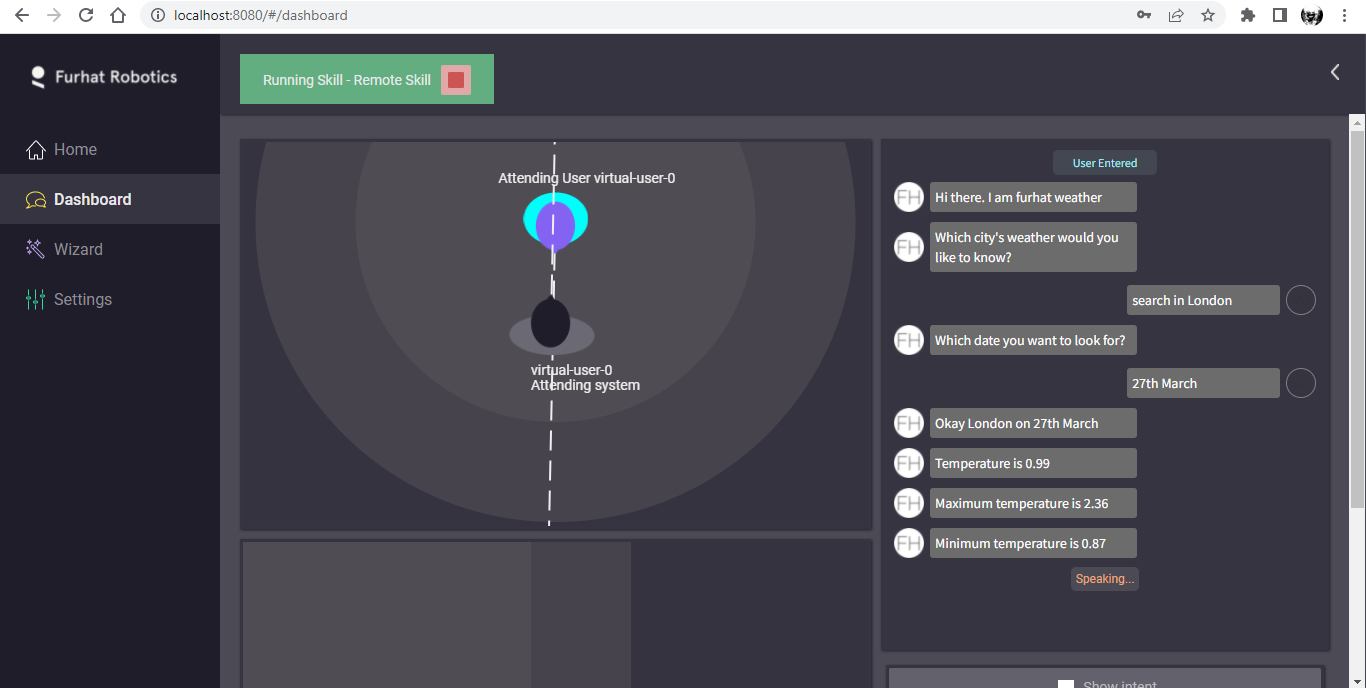 localhost:8080/#/dashboard
Furhat Robotics
Running Skill - Remote Skill
Home
Dashboard
Wizard
Settings
Attending User virtual-user-0
virtual-user-0
Attending system
User Entered
FH
Hi there. I am furhat weather
FH
Which city's weather would you
like to know?
search in London
FH
Which date you want to look for?
27th March
FH
Okay London on 27th March
FH
Temperature is 0.99
FH
Maximum temperature is 2.36
FH
Minimum temperature is 0.87
Speaking...
Show intent